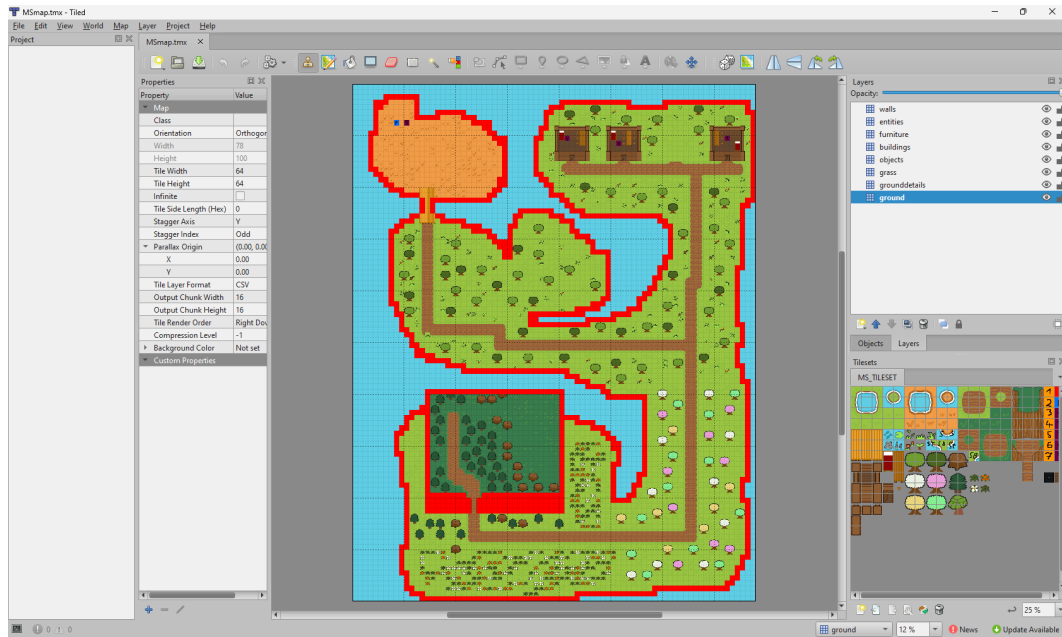 MSmap.tmx - Tiled
File Edit View World Map Layer Project Help
Project
MSmap.tmx
Properties
Property Value
Map
Class
Orientation Orthogor
Width 78
Height 100
Tile Width 64
Tile Height 64
Infinite
Tile Side Length (Hex) 0
Stagger Axis Y
Stagger Index Odd
Parallax Origin (0.00, 0.00
X 0.00
Y 0.00
Tile Layer Format CSV
Output Chunk Width 16
Output Chunk Height 16
Tile Render Order Right Dov
Compression Level -1
Background Color Not set
Custom Properties
Layers
Opacity:
walls
entities
furniture
buildings
objects
grass
grounddetails
ground
Objects Layers
Tilesets
MS_TILESET
1
2
3
4
5
6
7
25 %
0 0
ground 12 % News Update Available